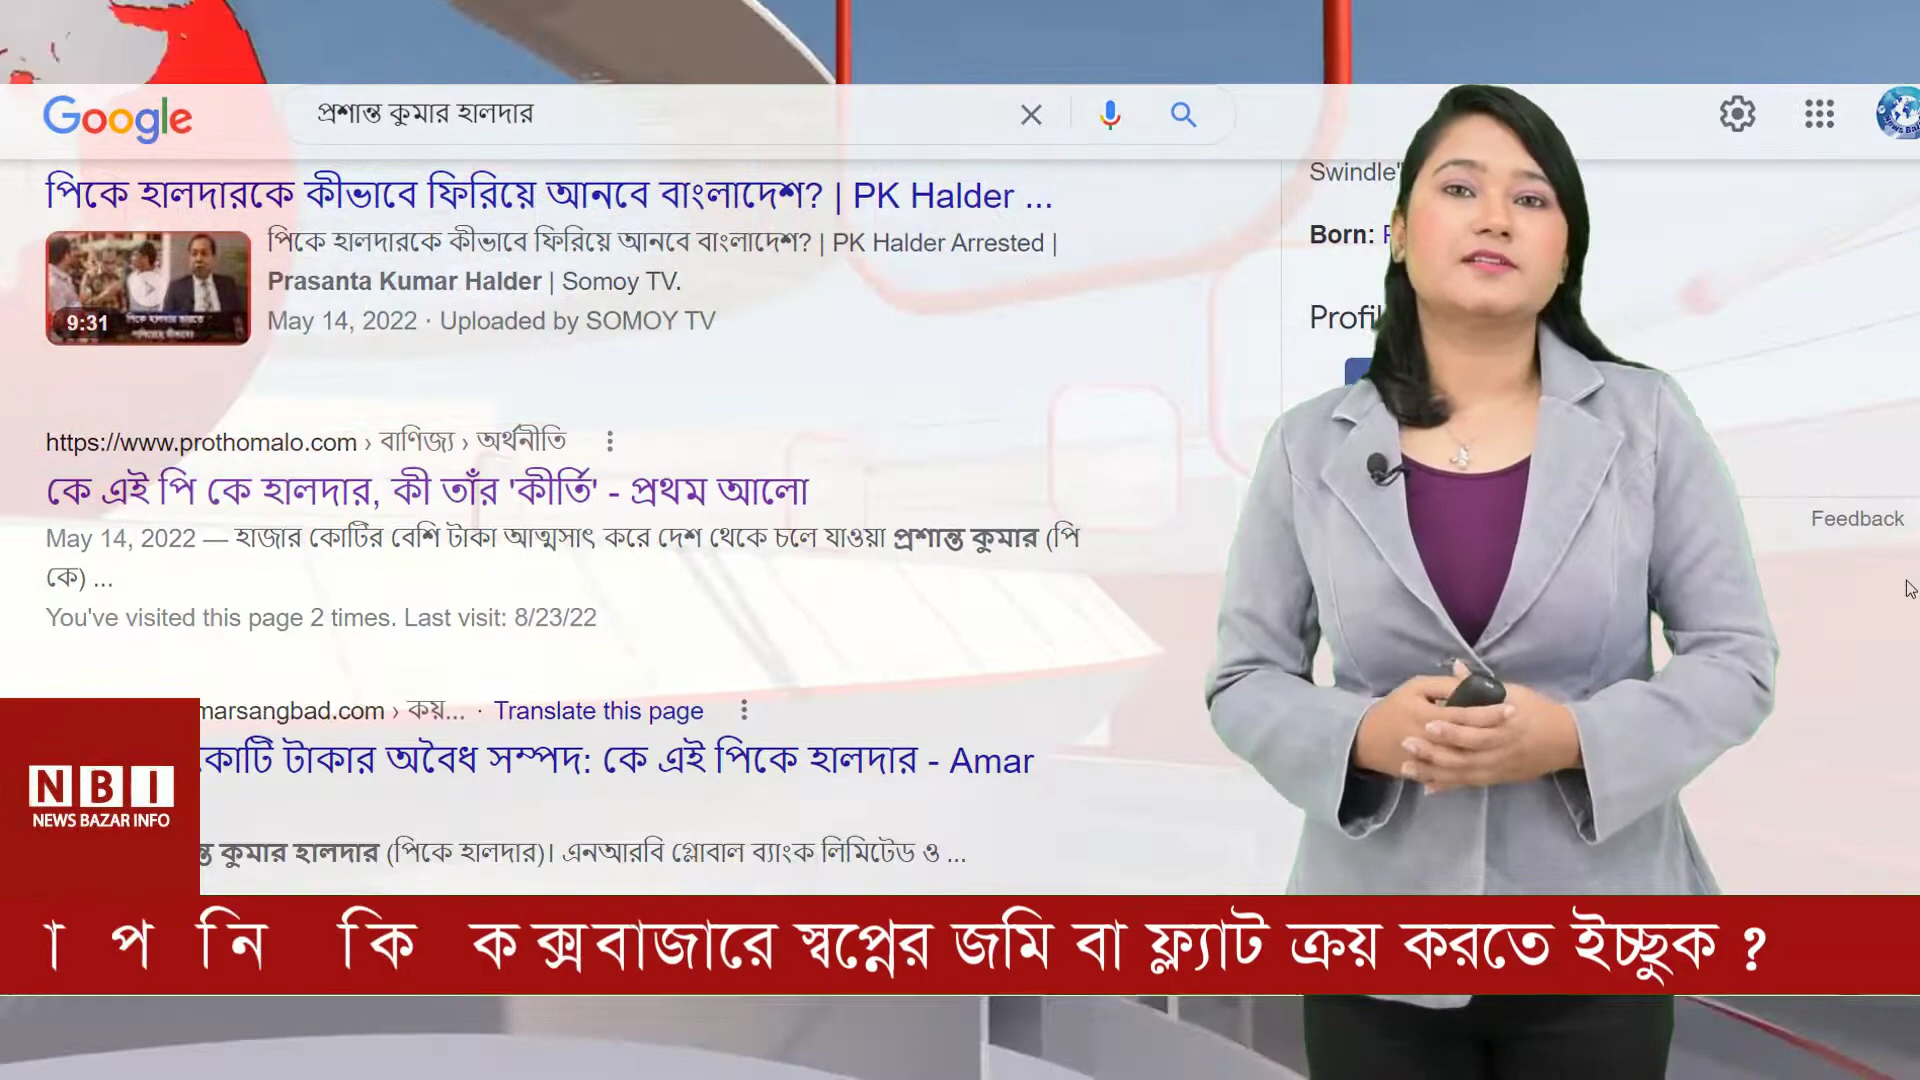 Google
প্রশান্ত কুমার হালদার
পিকে হালদারকে কীভাবে ফিরিয়ে আনবে বাংলাদেশ? | PK Halder ...
পিকে হালদারকে কীভাবে ফিরিয়ে আনবে বাংলাদেশ? | PK Halder Arrested |
Prasanta Kumar Halder | Somoy TV.
9:31
May 14, 2022 · Uploaded by SOMOY TV
Swindle"
Born:
Profil
https://www.prothomalo.com › বাণিজ্য › অর্থনীতি
কে এই পি কে হালদার, কী তাঁর 'কীর্তি' - প্রথম আলো
May 14, 2022 — হাজার কোটির বেশি টাকা আত্মসাৎ করে দেশ থেকে চলে যাওয়া প্রশান্ত কুমার (পি
কে) ...
You've visited this page 2 times. Last visit: 8/23/22
Feedback
marsangbad.com › কয়... · Translate this page
কোটি টাকার অবৈধ সম্পদ: কে এই পিকে হালদার - Amar
কুমার হালদার (পিকে হালদার)। এনআরবি গ্লোবাল ব্যাংক লিমিটেড ও ...
NBI
NEWS BAZAR INFO
াপনি কি কক্সবাজারে স্বপ্নের জমি বা ফ্ল্যাট ক্রয় করতে ইচ্ছুক ?